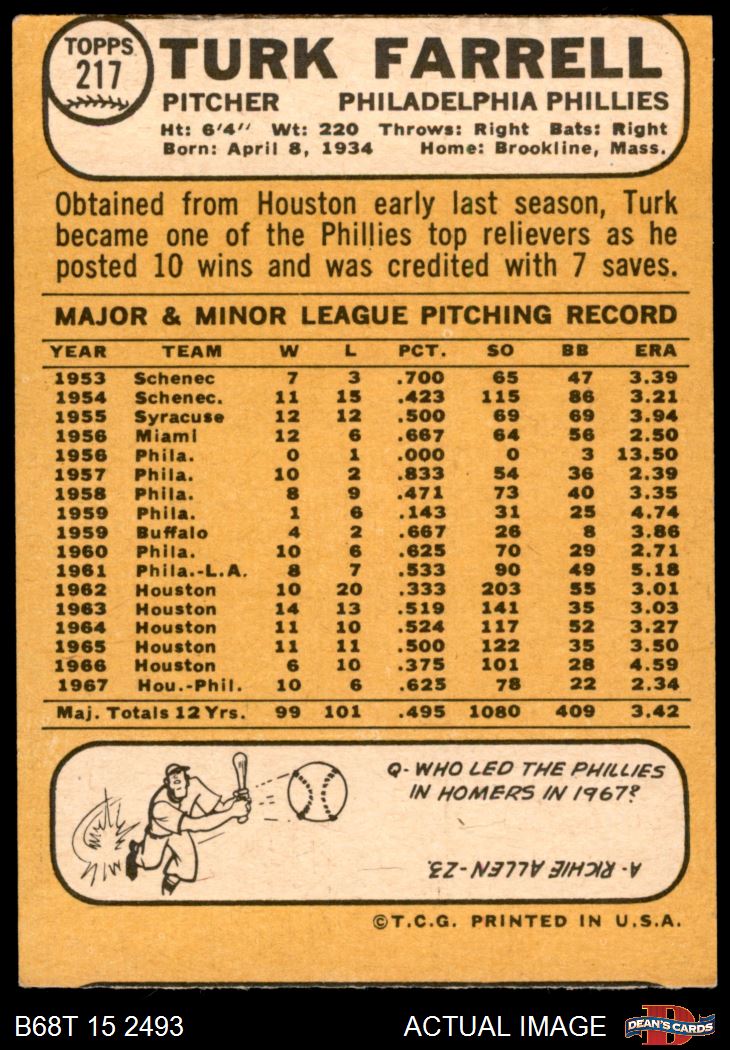 TOPPS
217
TURK FARRELL
PITCHER PHILADELPHIA PHILLIES
Ht: 6'4" Wt: 220 Throws: Right Bats: Right
Born: April 8, 1934 Home: Brookline, Mass.
Obtained from Houston early last season, Turk
became one of the Phillies top relievers as he
posted 10 wins and was credited with 7 saves.
MAJOR & MINOR LEAGUE PITCHING RECORD
YEAR TEAM W L PCT. SO BB ERA
1953 Schenec 7 3 .700 65 47 3.39
1954 Schenec. 11 15 .423 115 86 3.21
1955 Syracuse 12 12 .500 69 69 3.94
1956 Miami 12 6 .667 64 56 2.50
1956 Phila. 0 1 .000 0 3 13.50
1957 Phila. 10 2 .833 54 36 2.39
1958 Phila. 8 9 .471 73 40 3.35
1959 Phila. 1 6 .143 31 25 4.74
1959 Buffalo 4 2 .667 26 8 3.86
1960 Phila. 10 6 .625 70 29 2.71
1961 Phila.-L.A. 8 7 .533 90 49 5.18
1962 Houston 10 20 .333 203 55 3.01
1963 Houston 14 13 .519 141 35 3.03
1964 Houston 11 10 .524 117 52 3.27
1965 Houston 11 11 .500 122 35 3.50
1966 Houston 6 10 .375 101 28 4.59
1967 Hou.-Phil. 10 6 .625 78 22 2.34
Maj. Totals 12 Yrs. 99 101 .495 1080 409 3.42
Q- WHO LED THE PHILLIES
IN HOMERS IN 1967?
A- RICHIE ALLEN - 23.
©T.C.G. PRINTED IN U.S.A.
B68T 15 2493 ACTUAL IMAGE
D
DEAN'S CARDS